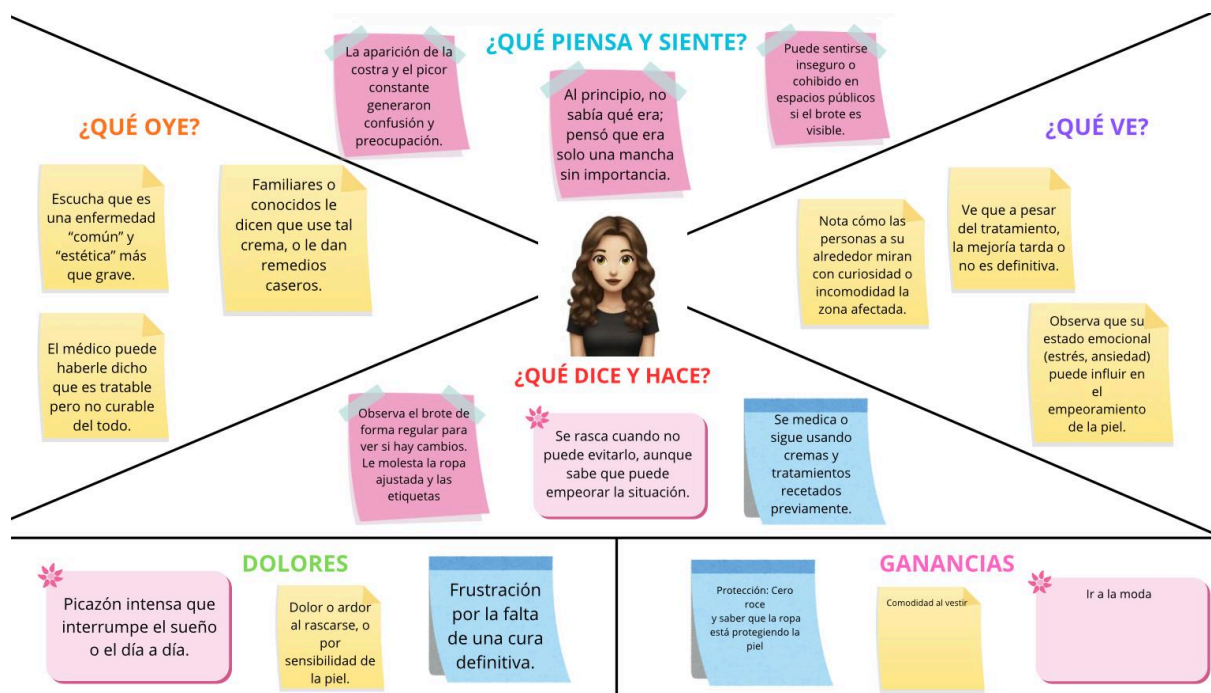 ¿QUÉ PIENSA Y SIENTE?
La aparición de la
costra y el picor
constante
generaron
confusión y
preocupación.
Al principio, no
sabía qué era;
pensó que era
solo una mancha
sin importancia.
Puede sentirse
inseguro o
cohibido en
espacios públicos
si el brote es
visible.
¿QUÉ OYE?
Escucha que es
una enfermedad
“común” y
“estética” más
que grave.
Familiares o
conocidos le
dicen que use tal
crema, o le dan
remedios
caseros.
El médico puede
haberle dicho
que es tratable
pero no curable
del todo.
¿QUÉ VE?
Nota cómo las
personas a su
alrededor miran
con curiosidad o
incomodidad la
zona afectada.
Ve que a pesar
del tratamiento,
la mejoría tarda o
no es definitiva.
Observa que su
estado emocional
(estrés, ansiedad)
puede influir en
el
empeoramiento
de la piel.
¿QUÉ DICE Y HACE?
Observa el brote de
forma regular para
ver si hay cambios.
Le molesta la ropa
ajustada y las
etiquetas
Se rasca cuando no
puede evitarlo, aunque
sabe que puede
empeorar la situación.
Se medica o
sigue usando
cremas y
tratamientos
recetados
previamente.
DOLORES
Picazón intensa que
interrumpe el sueño
o el día a día.
Dolor o ardor
al rascarse, o
por
sensibilidad de
la piel.
Frustración
por la falta
de una cura
definitiva.
GANANCIAS
Protección: Cero
roce
y saber que la ropa
está protegiendo la
piel
Comodidad al vestir
Ir a la moda